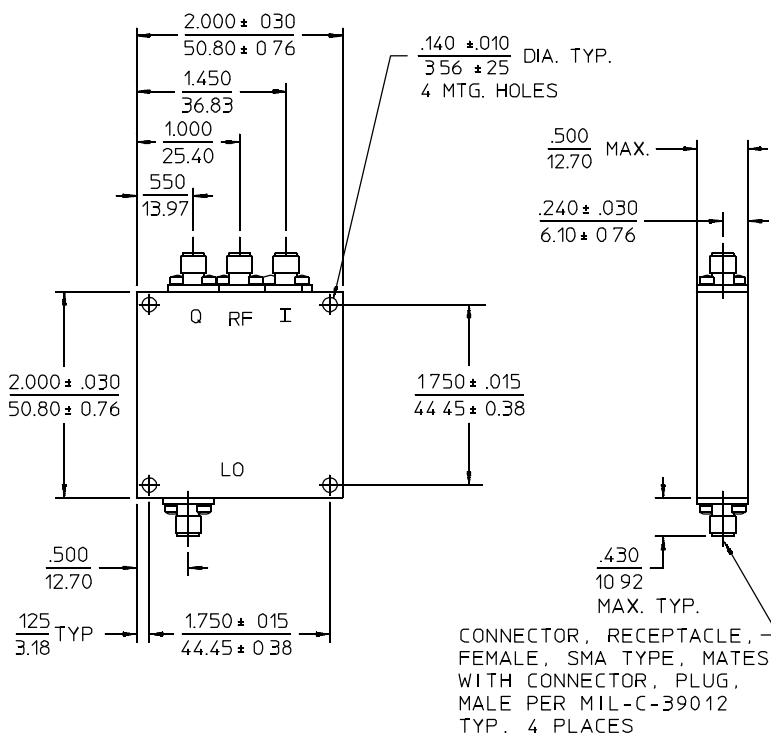 2.000± 030
50.80± 0 76
1.450
36.83
1.000
25.40
550
13.97
.140 ±.010
3 56 ±25
DIA. TYP.
4 MTG. HOLES
.500
12.70
MAX.
.240± .030
6.10± 0 76
Q RF I
2.000± .030
50.80± 0.76
1 750± .015
44 45± 0.38
LO
.500
12.70
125
3.18
TYP
1.750± 015
44.45± 0 38
.430
10 92
MAX. TYP.
CONNECTOR, RECEPTACLE,
FEMALE, SMA TYPE, MATES
WITH CONNECTOR, PLUG,
MALE PER MIL-C-39012
TYP. 4 PLACES